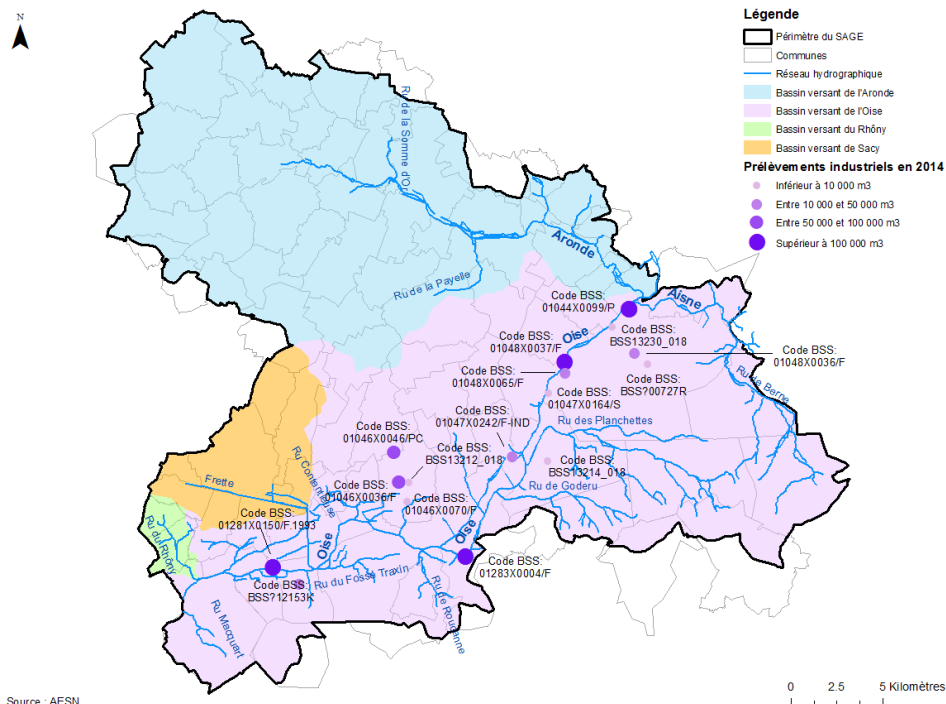 N
Légende
Périmètre du SAGE
Communes
Réseau hydrographique
Bassin versant de l'Aronde
Bassin versant de l'Oise
Bassin versant du Rhôny
Bassin versant de Sacy
Prélèvements industriels en 2014
Inférieur à 10 000 m3
Entre 10 000 et 50 000 m3
Entre 50 000 et 100 000 m3
Supérieur à 100 000 m3
Ru de la Somme d'Or
Aronde
Ru de la Payelle
Aisne
Code BSS:
01044X0099/P
Oise
Code BSS:
BSS13230_018
Code BSS:
01048X0037/F
Code BSS:
01048X0036/F
Code BSS:
01048X0065/F
Code BSS:
BSS?00727R
Ru de Berne
Code BSS:
01047X0164/S
Code BSS:
01047X0242/F-IND
Ru des Planchettes
Code BSS:
01046X0046/PC
Code BSS:
BSS13212_018
Code BSS:
BSS13214_018
Ru de Goderu
Ru Contentieuse
Frette
Code BSS:
01046X0036/F
Code BSS:
01046X0070/F
Code BSS:
01281X0150/F.1993
Oise
Oise
Ru du Rhôny
Code BSS:
01283X0004/F
Code BSS:
BSS?12153K
Ru du Fossé Traxin
Ru de Rouanne
Ru Macquart
Source : AESN
0 2.5 5 Kilomètres